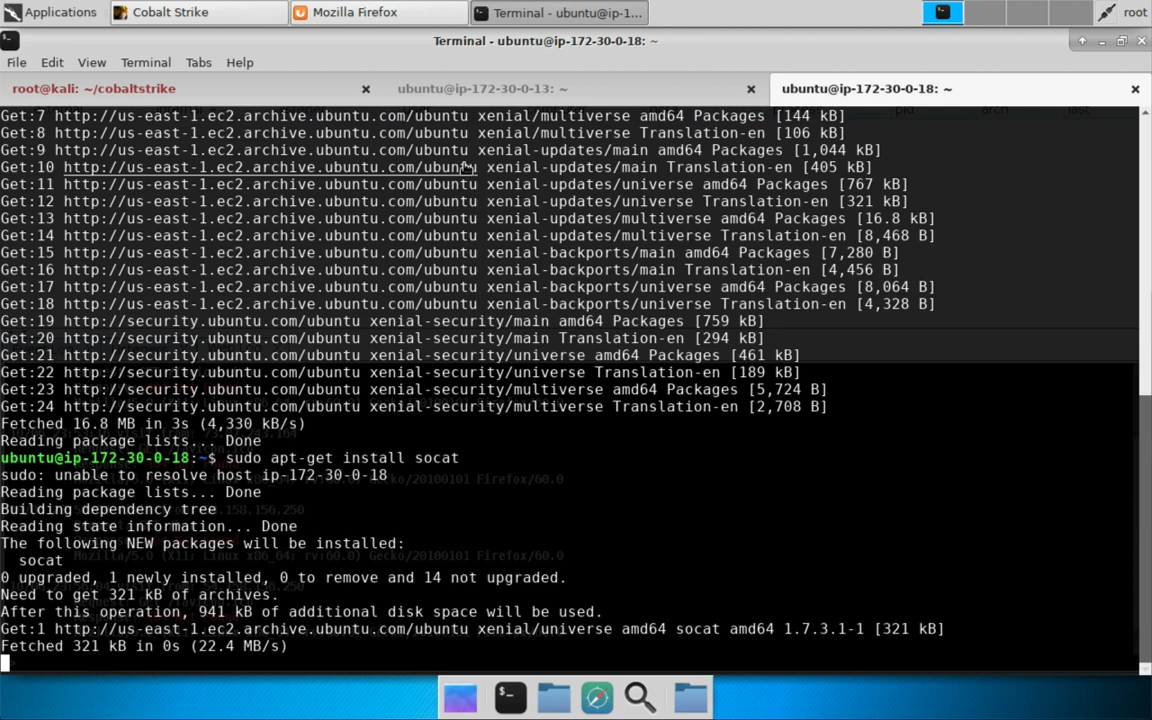 Applications
Cobalt Strike
Mozilla Firefox
Terminal - ubuntu@ip-1...
root
Terminal - ubuntu@ip-172-30-0-18: ~
File Edit View Terminal Tabs Help
root@kali: ~/cobaltstrike
ubuntu@ip-172-30-0-13: ~
ubuntu@ip-172-30-0-18: ~
Get:7 http://us-east-1.ec2.archive.ubuntu.com/ubuntu xenial/multiverse amd64 Packages [144 kB]
Get:8 http://us-east-1.ec2.archive.ubuntu.com/ubuntu xenial/multiverse Translation-en [106 kB]
Get:9 http://us-east-1.ec2.archive.ubuntu.com/ubuntu xenial-updates/main amd64 Packages [1,044 kB]
Get:10 http://us-east-1.ec2.archive.ubuntu.com/ubuntu xenial-updates/main Translation-en [405 kB]
Get:11 http://us-east-1.ec2.archive.ubuntu.com/ubuntu xenial-updates/universe amd64 Packages [767 kB]
Get:12 http://us-east-1.ec2.archive.ubuntu.com/ubuntu xenial-updates/universe Translation-en [321 kB]
Get:13 http://us-east-1.ec2.archive.ubuntu.com/ubuntu xenial-updates/multiverse amd64 Packages [16.8 kB]
Get:14 http://us-east-1.ec2.archive.ubuntu.com/ubuntu xenial-updates/multiverse Translation-en [8,468 B]
Get:15 http://us-east-1.ec2.archive.ubuntu.com/ubuntu xenial-backports/main amd64 Packages [7,280 B]
Get:16 http://us-east-1.ec2.archive.ubuntu.com/ubuntu xenial-backports/main Translation-en [4,456 B]
Get:17 http://us-east-1.ec2.archive.ubuntu.com/ubuntu xenial-backports/universe amd64 Packages [8,064 B]
Get:18 http://us-east-1.ec2.archive.ubuntu.com/ubuntu xenial-backports/universe Translation-en [4,328 B]
Get:19 http://security.ubuntu.com/ubuntu xenial-security/main amd64 Packages [759 kB]
Get:20 http://security.ubuntu.com/ubuntu xenial-security/main Translation-en [294 kB]
Get:21 http://security.ubuntu.com/ubuntu xenial-security/universe amd64 Packages [461 kB]
Get:22 http://security.ubuntu.com/ubuntu xenial-security/universe Translation-en [189 kB]
Get:23 http://security.ubuntu.com/ubuntu xenial-security/multiverse amd64 Packages [5,724 B]
Get:24 http://security.ubuntu.com/ubuntu xenial-security/multiverse Translation-en [2,708 B]
Fetched 16.8 MB in 3s (4,330 kB/s)
Reading package lists... Done
ubuntu@ip-172-30-0-18:~$ sudo apt-get install socat
sudo: unable to resolve host ip-172-30-0-18
Reading package lists... Done
Building dependency tree
Reading state information... Done
The following NEW packages will be installed:
socat
0 upgraded, 1 newly installed, 0 to remove and 14 not upgraded.
Need to get 321 kB of archives.
After this operation, 941 kB of additional disk space will be used.
Get:1 http://us-east-1.ec2.archive.ubuntu.com/ubuntu xenial/universe amd64 socat amd64 1.7.3.1-1 [321 kB]
Fetched 321 kB in 0s (22.4 MB/s)